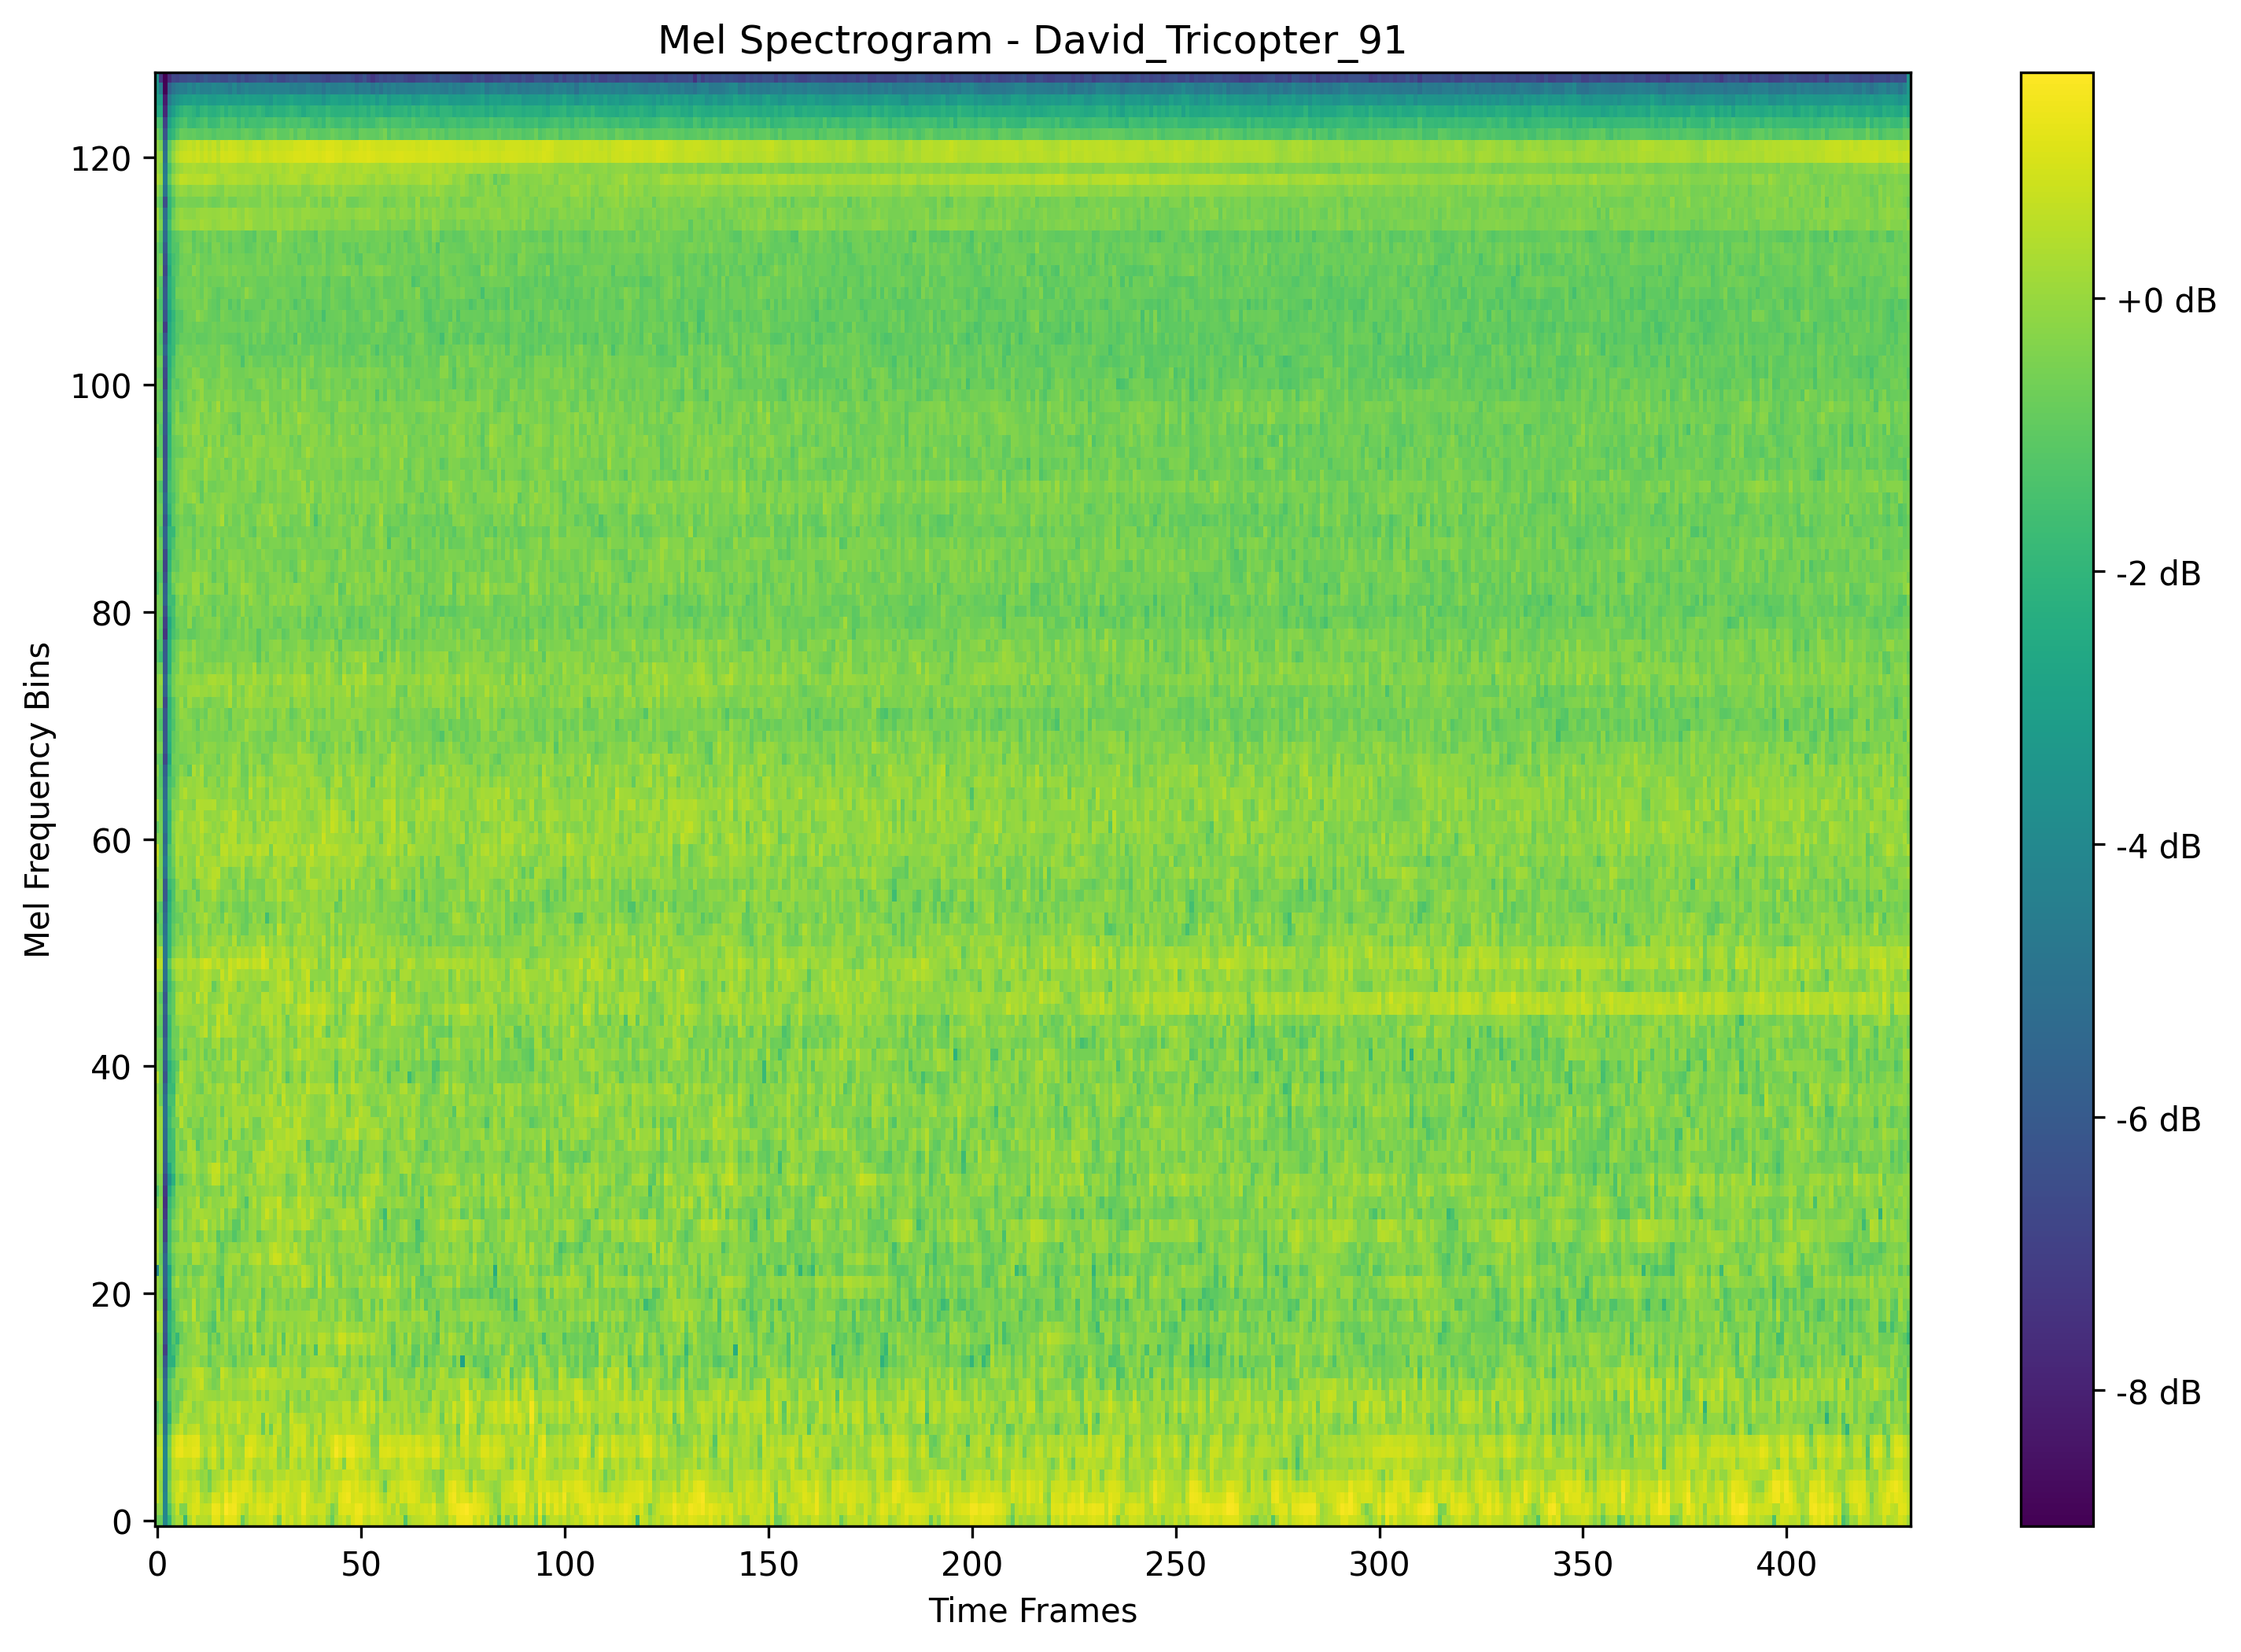 Mel Spectrogram - David_Tricopter_91
Mel Frequency Bins
120
100
80
60
40
20
0
0 50 100 150 200 250 300 350 400
Time Frames
+0 dB
-2 dB
-4 dB
-6 dB
-8 dB